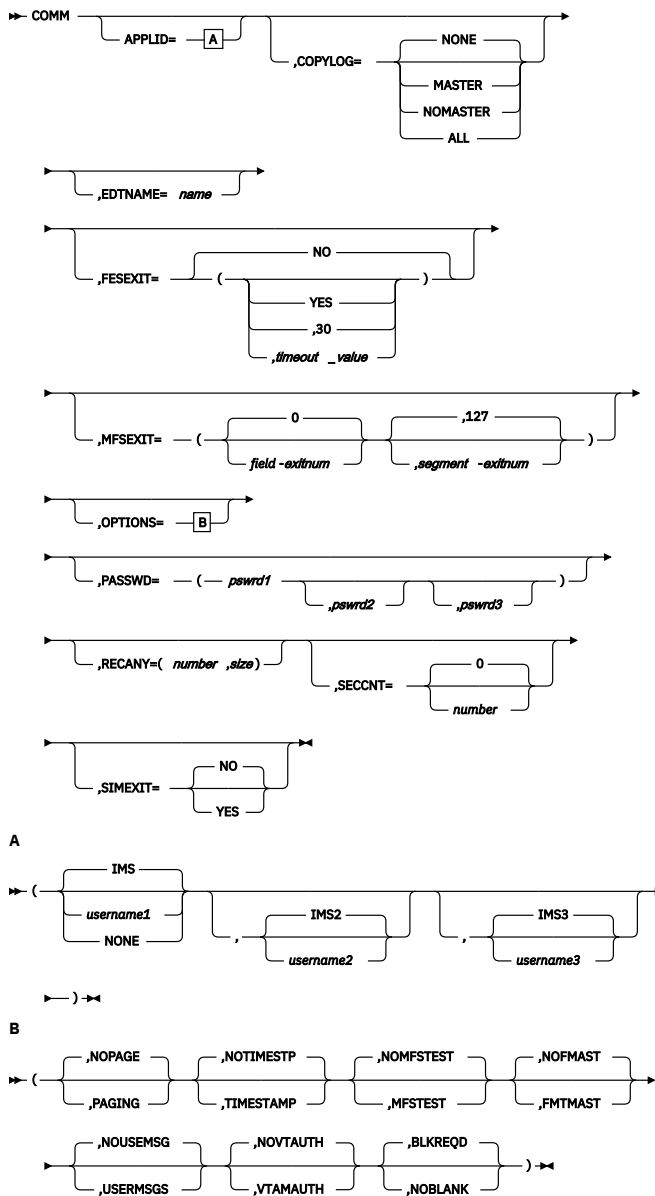 COMM
APPLID= A
,COPYLOG=
NONE
MASTER
NOMASTER
ALL
,EDTNAME= name
,FESEXIT=
NO
( )
YES
,30
,timeout _value
,MFSEXIT= (
0
field -exitnum
,127
,segment -exitnum
)
,OPTIONS= B
,PASSWD= ( pswrd1
,pswrd2
,pswrd3
)
,RECANY=( number ,size)
,SECCNT=
0
number
,SIMEXIT=
NO
YES
A
(
IMS
username1
NONE
,
IMS2
username2
,
IMS3
username3
)
B
(
,NOPAGE
,PAGING
,NOTIMESTP
,TIMESTAMP
,NOMFSTEST
,MFSTEST
,NOFMAST
,FMTMAST
,NOUSEMSG
,USERMSGS
,NOVTAUTH
,VTAMAUTH
,BLKREQD
,NOBLANK
)